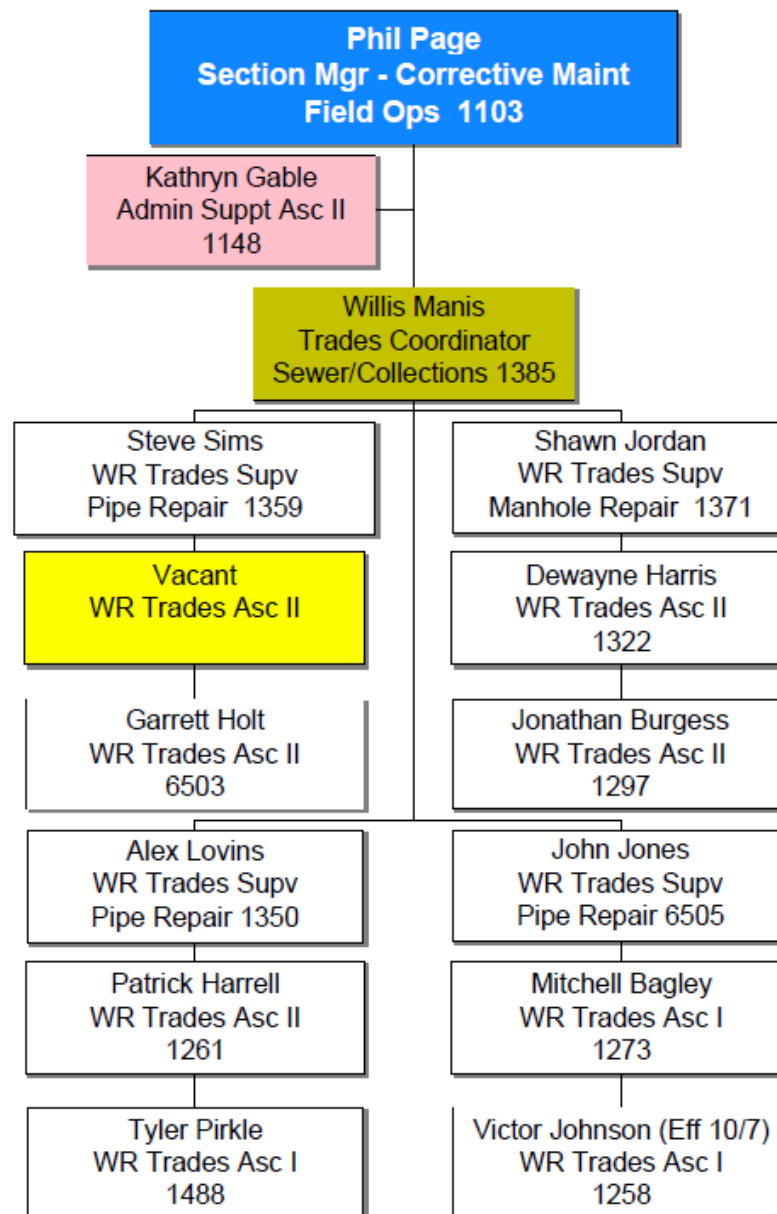 Phil Page
Section Mgr - Corrective Maint
Field Ops 1103
Kathryn Gable
Admin Suppt Asc II
1148
Willis Manis
Trades Coordinator
Sewer/Collections 1385
Steve Sims
WR Trades Supv
Pipe Repair 1359
Shawn Jordan
WR Trades Supv
Manhole Repair 1371
Vacant
WR Trades Asc II
Dewayne Harris
WR Trades Asc II
1322
Garrett Holt
WR Trades Asc II
6503
Jonathan Burgess
WR Trades Asc II
1297
Alex Lovins
WR Trades Supv
Pipe Repair 1350
John Jones
WR Trades Supv
Pipe Repair 6505
Patrick Harrell
WR Trades Asc II
1261
Mitchell Bagley
WR Trades Asc I
1273
Tyler Pirkle
WR Trades Asc I
1488
Victor Johnson (Eff 10/7)
WR Trades Asc I
1258